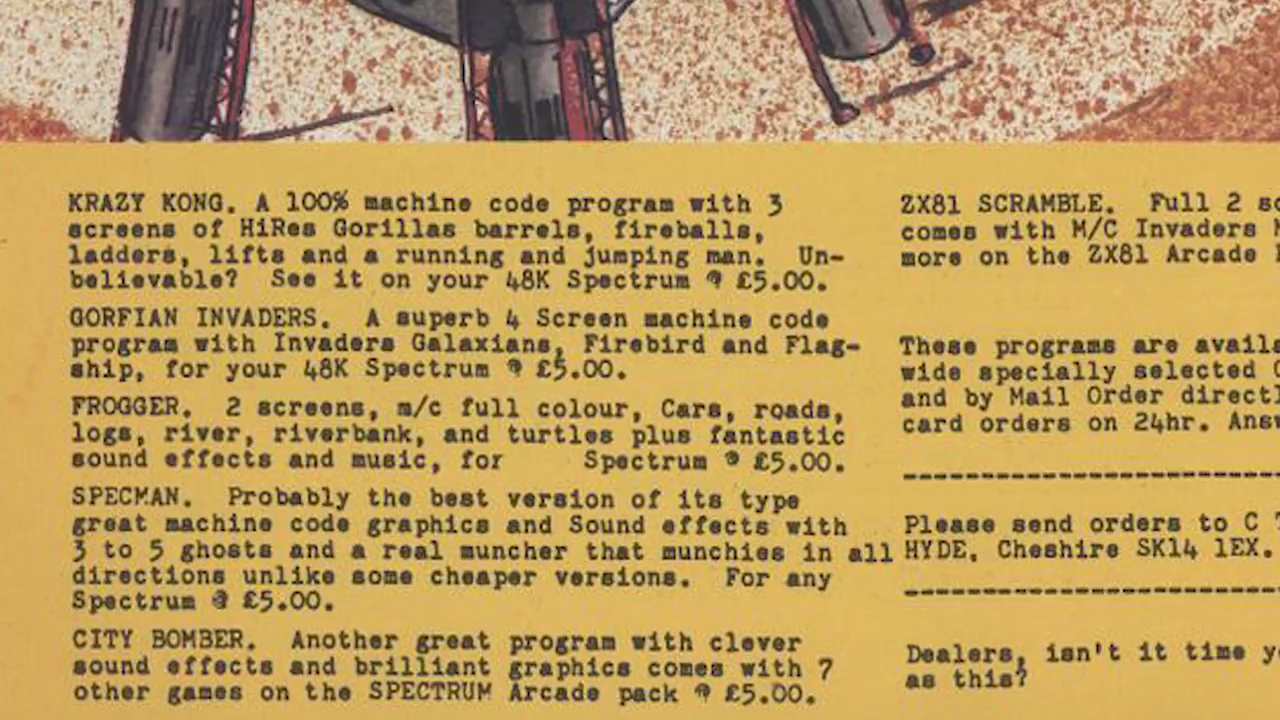 KRAZY KONG. A 100% machine code program with 3
screens of HiRes Gorillas barrels, fireballs,
ladders, lifts and a running and jumping man. Un-
believable? See it on your 48K Spectrum @ £5.00.
GORFIAN INVADERS. A superb 4 Screen machine code
program with Invaders Galaxians, Firebird and Flag-
ship, for your 48K Spectrum @ £5.00.
FROGGER. 2 screens, m/c full colour, Cars, roads,
logs, river, riverbank, and turtles plus fantastic
sound effects and music, for Spectrum @ £5.00.
SPECMAN. Probably the best version of its type
great machine code graphics and Sound effects with
3 to 5 ghosts and a real muncher that munchies in all
directions unlike some cheaper versions. For any
Spectrum @ £5.00.
CITY BOMBER. Another great program with clever
sound effects and brilliant graphics comes with 7
other games on the SPECTRUM Arcade pack @ £5.00.
ZX81 SCRAMBLE. Full 2
comes with M/C Invaders
more on the ZX81 Arcade
These programs are
wide specially selected
and by Mail Order
card orders on 24hr.
Please send orders to C
HYDE, Cheshire SK14 1EX.
Dealers, isn't it time
as this?